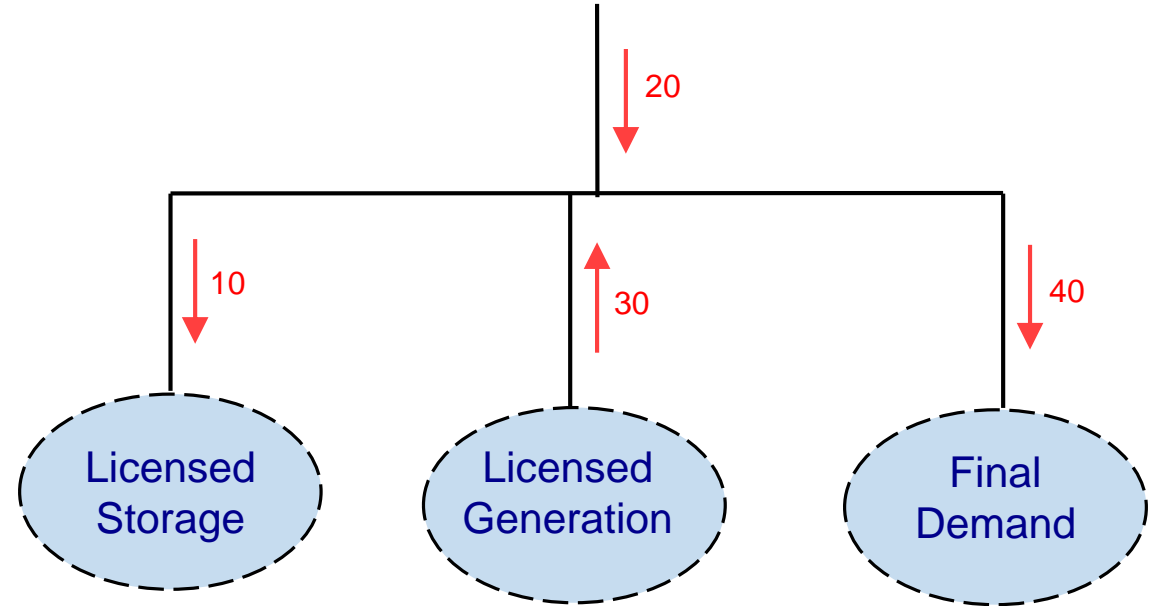 20
10
30
40
Licensed
Storage
Licensed
Generation
Final
Demand